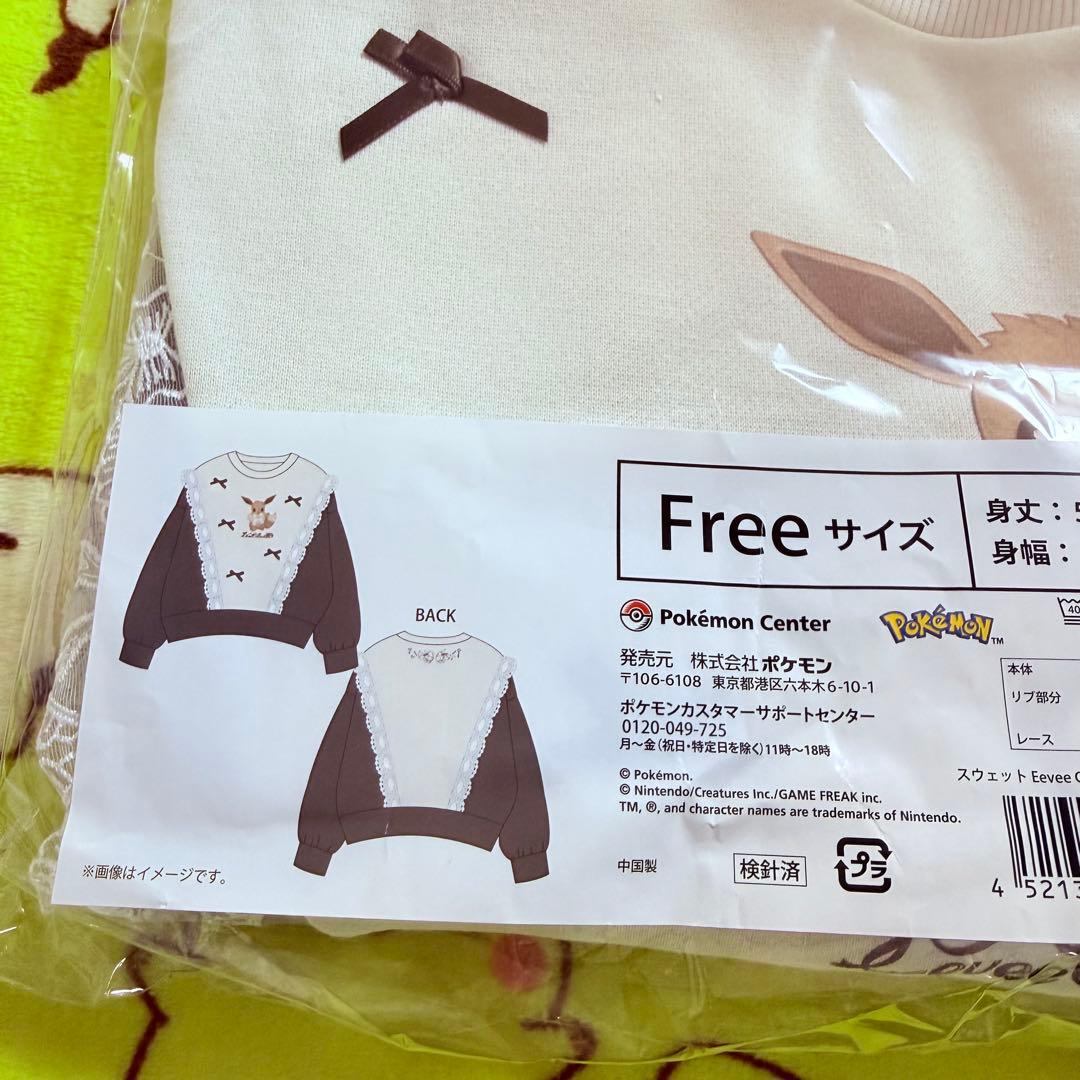 Free サイズ
身丈：5
身幅：
BACK
Pokémon Center
POKéMON TM
発売元 株式会社ポケモン
〒106-6108 東京都港区六本木6-10-1
ポケモンカスタマーサポートセンター
0120-049-725
月～金（祝日・特定日を除く）11時～18時
© Pokémon.
© Nintendo/Creatures Inc./GAME FREAK inc.
TM, ®, and character names are trademarks of Nintendo.
40
本体
リブ部分
レース
スウェット Eevee
※画像はイメージです。
中国製
検針済
プラ
4 5213